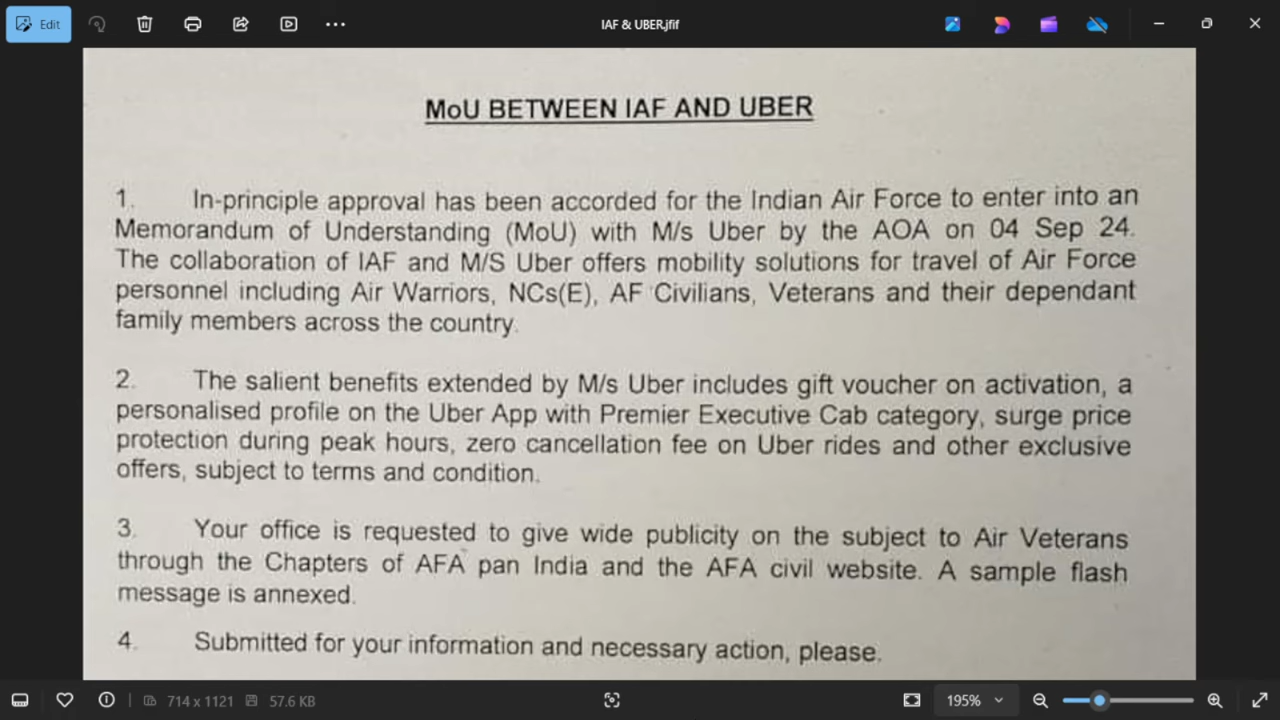 Edit
IAF & UBER.jfif
MoU BETWEEN IAF AND UBER
1. In-principle approval has been accorded for the Indian Air Force to enter into an
Memorandum of Understanding (MoU) with M/s Uber by the AOA on 04 Sep 24.
The collaboration of IAF and M/S Uber offers mobility solutions for travel of Air Force
personnel including Air Warriors, NCs(E), AF Civilians, Veterans and their dependant
family members across the country.
2. The salient benefits extended by M/s Uber includes gift voucher on activation, a
personalised profile on the Uber App with Premier Executive Cab category, surge price
protection during peak hours, zero cancellation fee on Uber rides and other exclusive
offers, subject to terms and condition.
3. Your office is requested to give wide publicity on the subject to Air Veterans
through the Chapters of AFA pan India and the AFA civil website. A sample flash
message is annexed.
4. Submitted for your information and necessary action, please.
714 x 1121
57.6 KB
195%